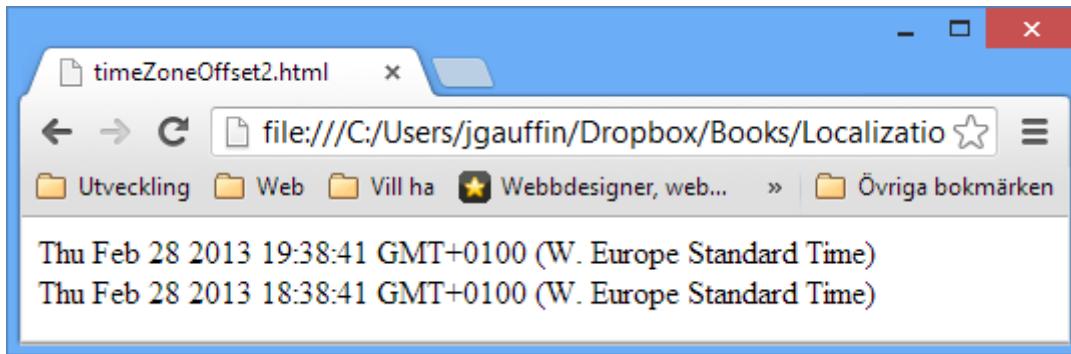 timeZoneOffset2.html
file:///C:/Users/jgauffin/Dropbox/Books/Localizatio
Utveckling Web Vill ha Webbdesigner, web... » Övriga bokmärken
Thu Feb 28 2013 19:38:41 GMT+0100 (W. Europe Standard Time)
Thu Feb 28 2013 18:38:41 GMT+0100 (W. Europe Standard Time)